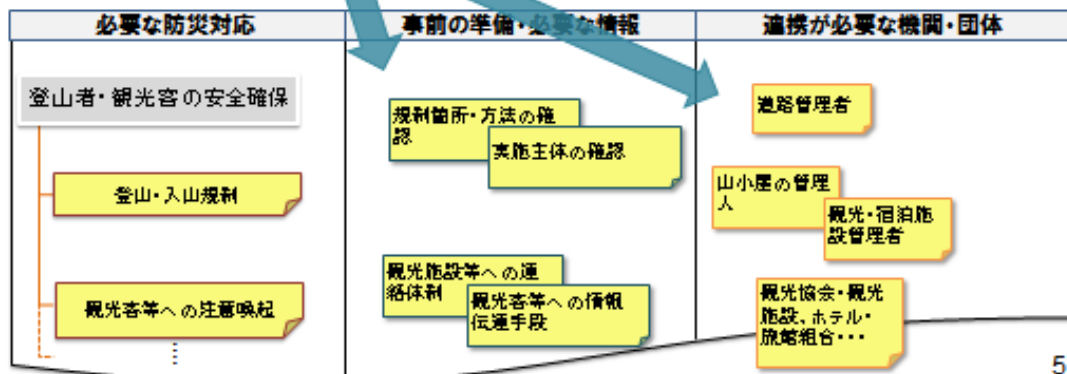 必要な防災対応
事前の準備・必要な情報
連携が必要な機関・団体
登山者・観光客の安全確保
登山・入山規制
観光客等への注意喚起
規制箇所・方法の確
認
実施主体の確認
観光施設等への連
絡体制
観光客等への情報
伝達手段
道路管理者
山小屋の管理
人
観光・宿泊施
設管理者
観光協会・観光
施設、ホテル・
旅館組合・・・
5